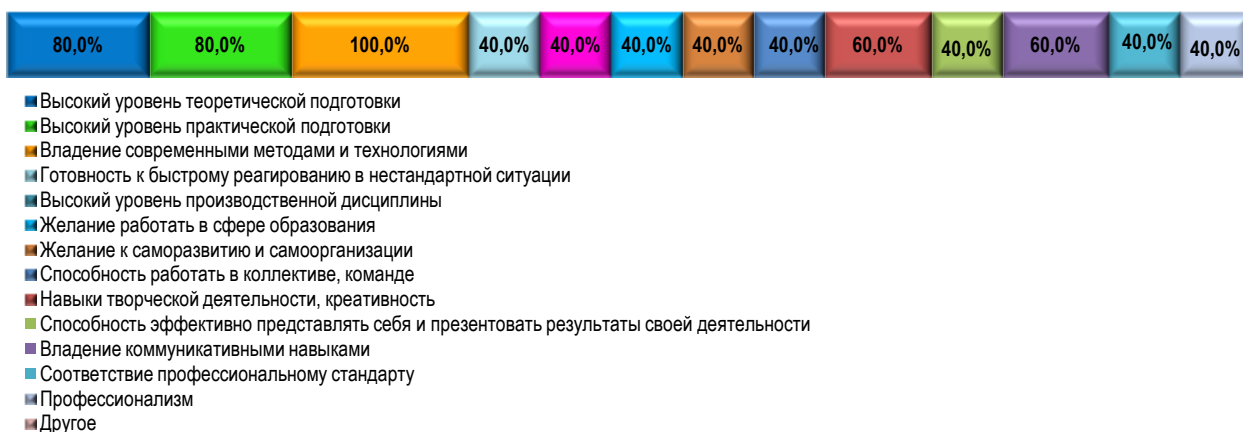 80,0% 80,0% 100,0% 40,0% 40,0% 40,0% 40,0% 40,0% 60,0% 40,0% 60,0% 40,0% 40,0%
Высокий уровень теоретической подготовки
Высокий уровень практической подготовки
Владение современными методами и технологиями
Готовность к быстрому реагированию в нестандартной ситуации
Высокий уровень производственной дисциплины
Желание работать в сфере образования
Желание к саморазвитию и самоорганизации
Способность работать в коллективе, команде
Навыки творческой деятельности, креативность
Способность эффективно представлять себя и презентовать результаты своей деятельности
Владение коммуникативными навыками
Соответствие профессиональному стандарту
Профессионализм
Другое